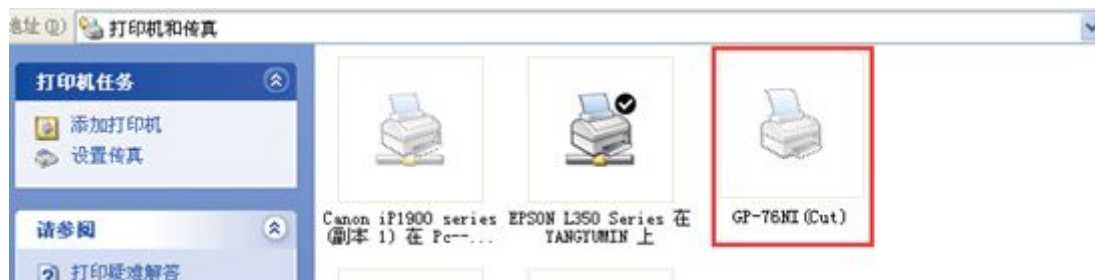 地址(D) 打印机和传真
打印机任务
添加打印机
设置传真
请参阅
打印疑难解答
Canon iP1900 series
(副本 1) 在 Pc--...
EPSON L350 Series 在
YANGYUMIN 上
GP-76NI(Cut)